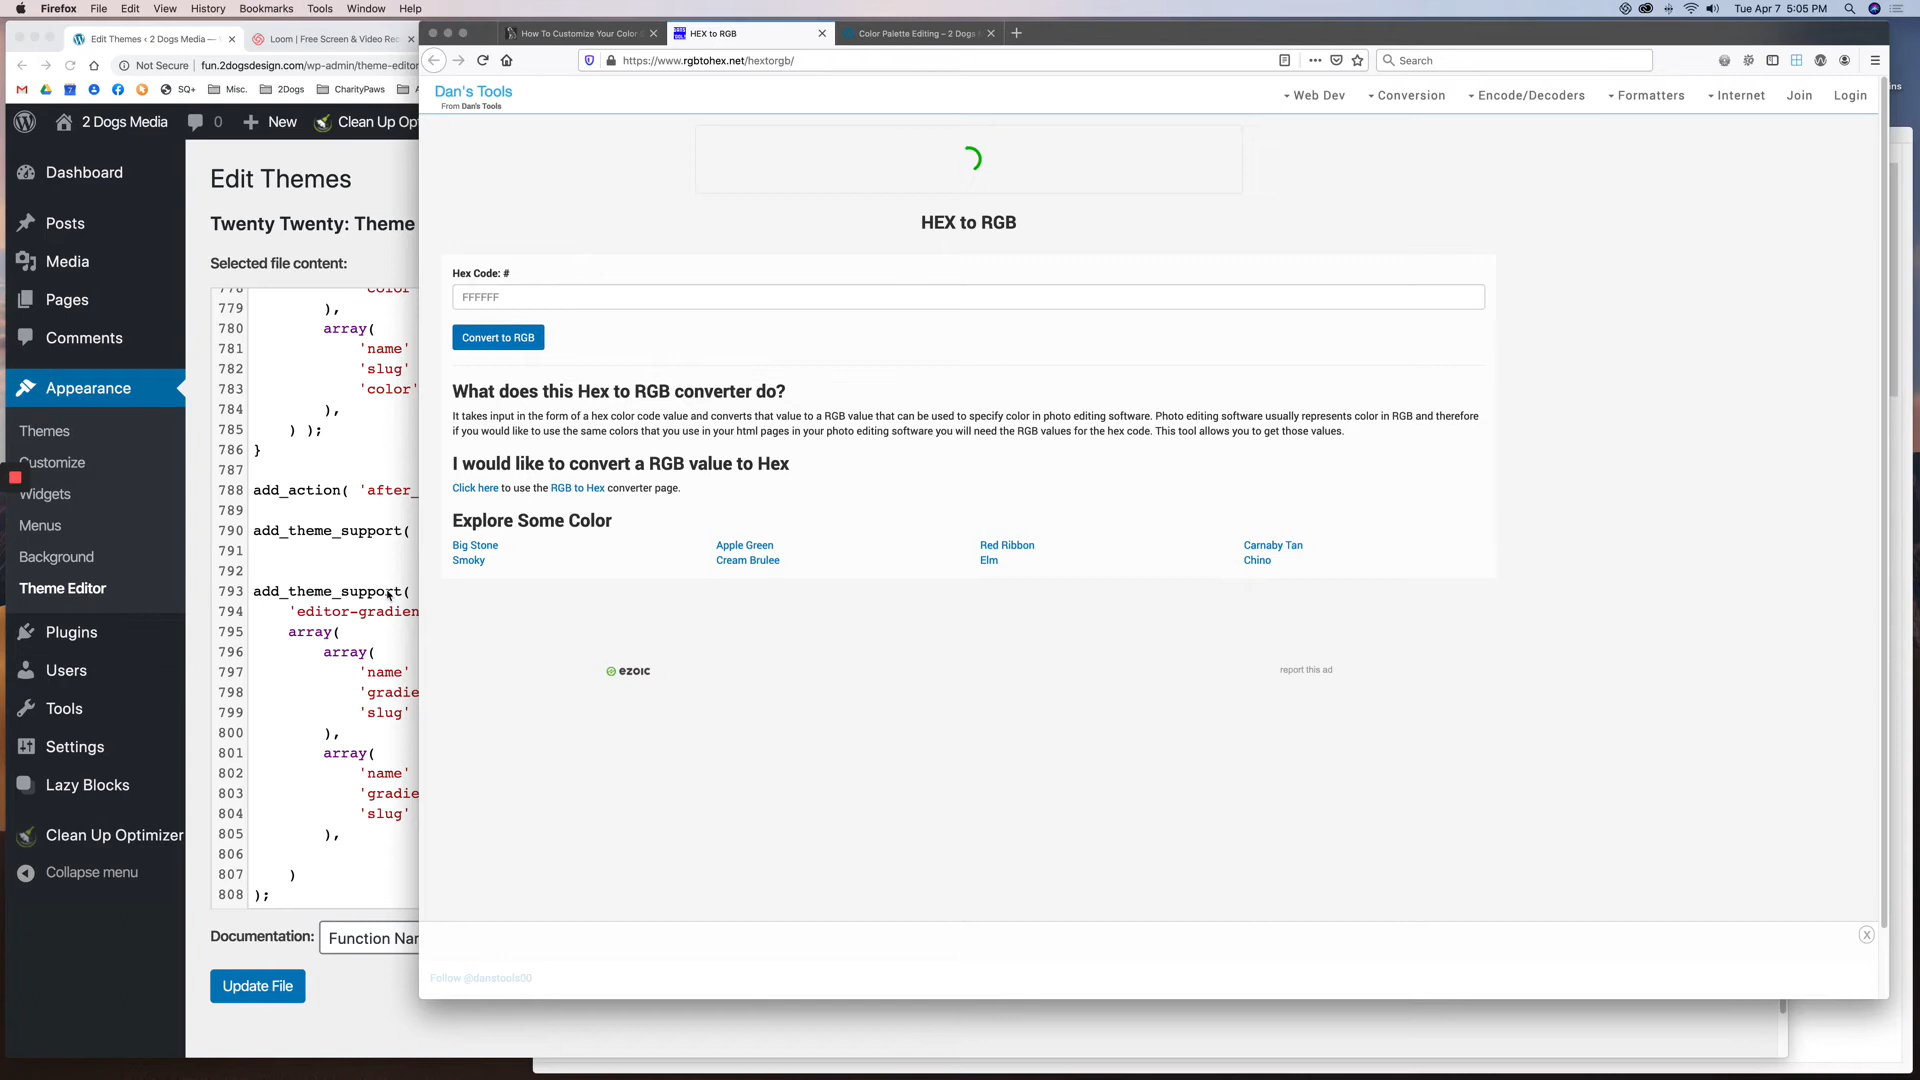 Firefox File Edit View History Bookmarks Tools Window Help
Tue Apr 7 5:05 PM
Edit Themes ‹ 2 Dogs Media —
Loom | Free Screen & Video Rec
How To Customize Your Color
HEX to RGB
Color Palette Editing – 2 Dogs
Not Secure
fun.2dogsdesign.com/wp-admin/theme-editor
https://www.rgbtohex.net/hextorgb/
Search
SQ+
Misc.
2Dogs
CharityPaws
2 Dogs Media
0
New
Clean Up Opt
Dan's Tools
From Dan's Tools
Web Dev
Conversion
Encode/Decoders
Formatters
Internet
Join
Login
Dashboard
Posts
Media
Pages
Comments
Appearance
Themes
Customize
Widgets
Menus
Background
Theme Editor
Plugins
Users
Tools
Settings
Lazy Blocks
Clean Up Optimizer
Collapse menu
Edit Themes
Twenty Twenty: Theme
Selected file content:
778 'color'
779 ),
780 array(
781 'name'
782 'slug'
783 'color'
784 ),
785 ) );
786 }
787
788 add_action( 'after_
789
790 add_theme_support(
791
792
793 add_theme_support(
794 'editor-gradien
795 array(
796 array(
797 'name'
798 'gradie
799 'slug'
800 ),
801 array(
802 'name'
803 'gradie
804 'slug'
805 ),
806
807 )
808 );
Documentation:
Function Nar
Update File
HEX to RGB
Hex Code: #
FFFFFF
Convert to RGB
What does this Hex to RGB converter do?
It takes input in the form of a hex color code value and converts that value to a RGB value that can be used to specify color in photo editing software. Photo editing software usually represents color in RGB and therefore
if you would like to use the same colors that you use in your html pages in your photo editing software you will need the RGB values for the hex code. This tool allows you to get those values.
I would like to convert a RGB value to Hex
Click here to use the RGB to Hex converter page.
Explore Some Color
Big Stone
Apple Green
Red Ribbon
Carnaby Tan
Smoky
Cream Brulee
Elm
Chino
ezoic
report this ad
Follow @danstools00